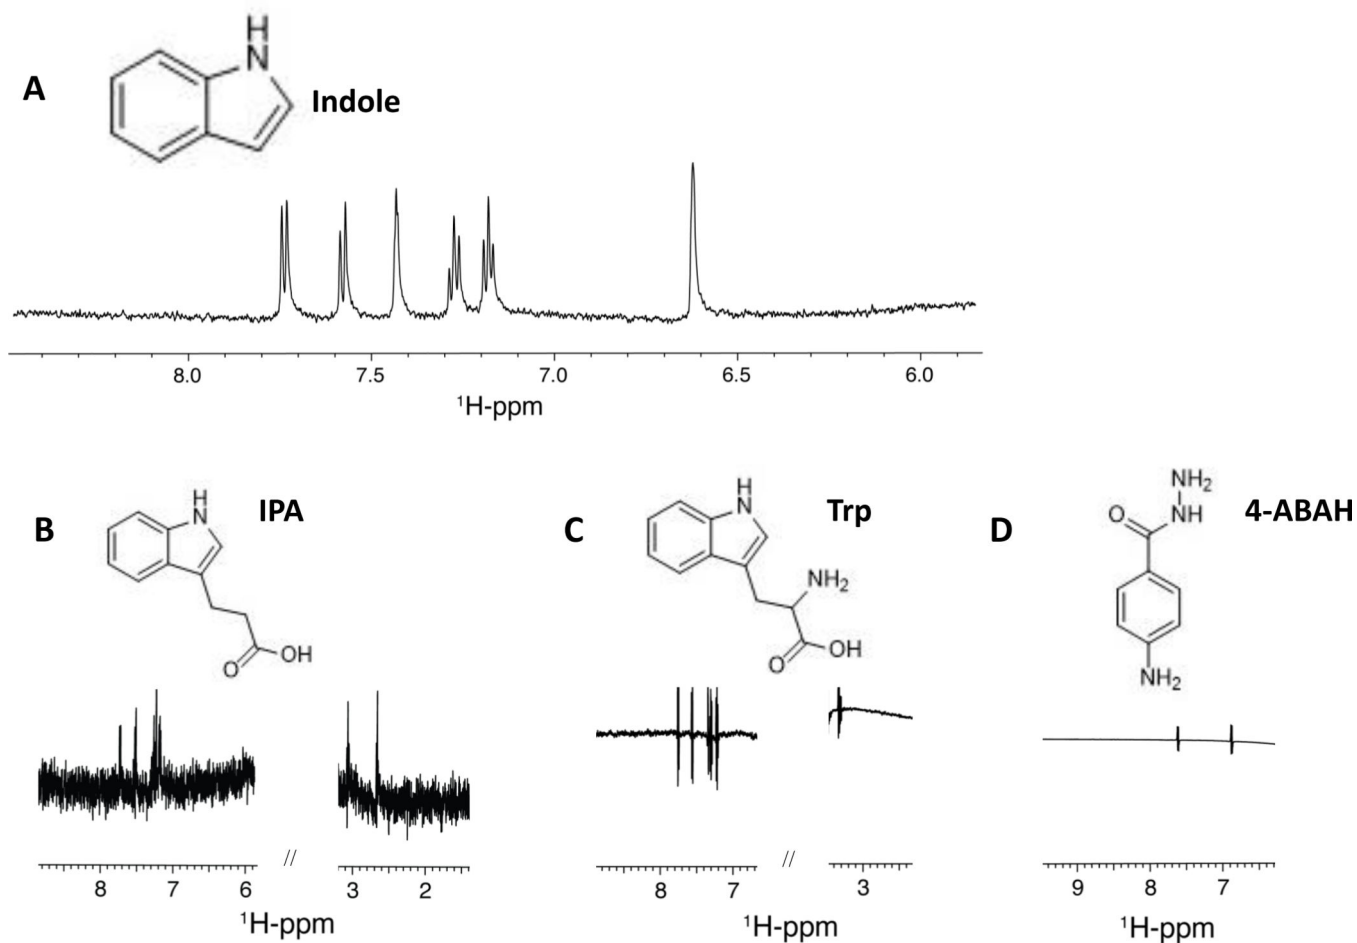 A
H
N
Indole
8.0 7.5 7.0 6.5 6.0
¹H-ppm
B
H
N
IPA
O
OH
8 7 6 // 3 2
¹H-ppm
C
H
N
Trp
NH₂
O
OH
8 7 // 3
¹H-ppm
D
NH₂
NH
O
4-ABAH
NH₂
9 8 7
¹H-ppm